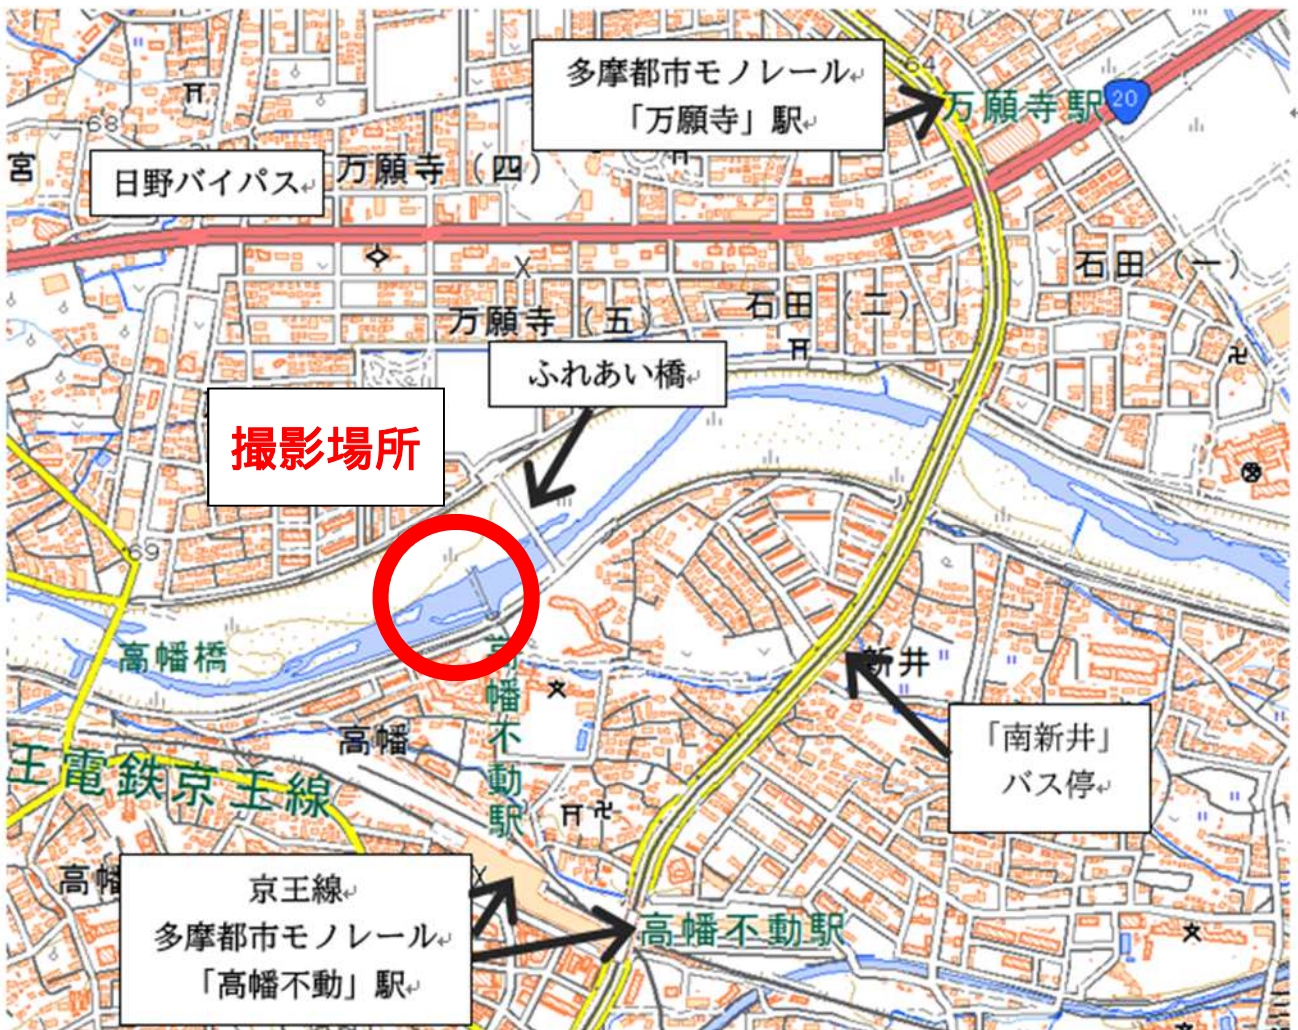 多摩都市モノレール
「万願寺」駅
64
万願寺駅
20
68
宮
日野バイパス
万願寺(四)
石田(一)
石田(二)
万願寺(五)
ふれあい橋
撮影場所
69
高幡橋
新井
高幡
高幡不動駅
「南新井」
バス停
王電鉄京王線
高幡
京王線
多摩都市モノレール
「高幡不動」駅
高幡不動駅